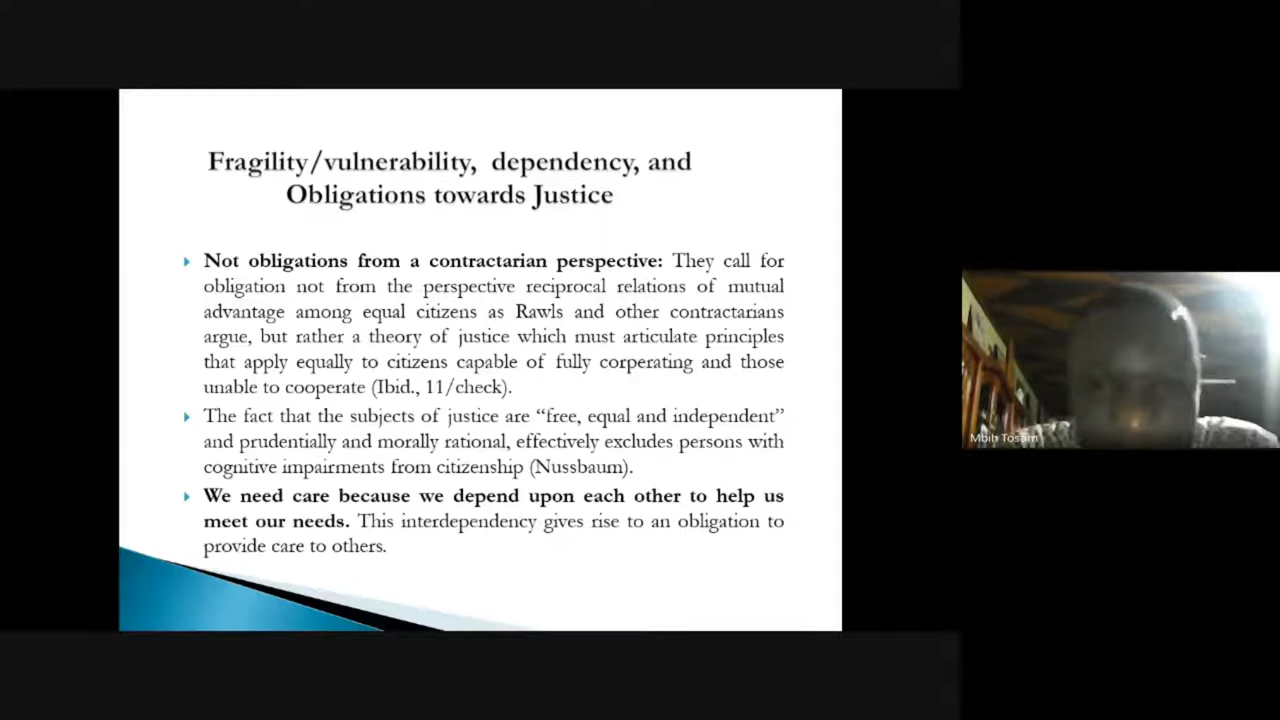 Fragility/vulnerability, dependency, and
Obligations towards Justice
Not obligations from a contractarian perspective: They call for
obligation not from the perspective reciprocal relations of mutual
advantage among equal citizens as Rawls and other contractarians
argue, but rather a theory of justice which must articulate principles
that apply equally to citizens capable of fully corperating and those
unable to cooperate (Ibid., 11/check).
The fact that the subjects of justice are “free, equal and independent”
and prudentially and morally rational, effectively excludes persons with
cognitive impairments from citizenship (Nussbaum).
We need care because we depend upon each other to help us
meet our needs. This interdependency gives rise to an obligation to
provide care to others.
Mbih Tosam